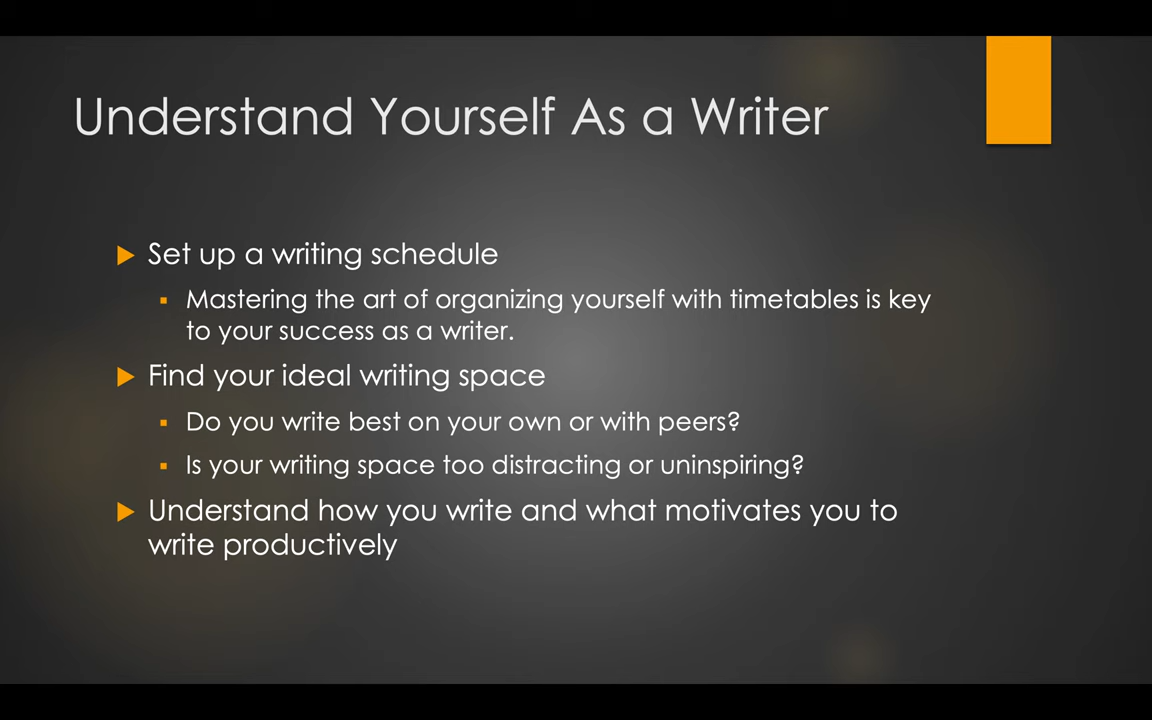 Understand Yourself As a Writer
Set up a writing schedule
Mastering the art of organizing yourself with timetables is key
to your success as a writer.
Find your ideal writing space
Do you write best on your own or with peers?
Is your writing space too distracting or uninspiring?
Understand how you write and what motivates you to
write productively